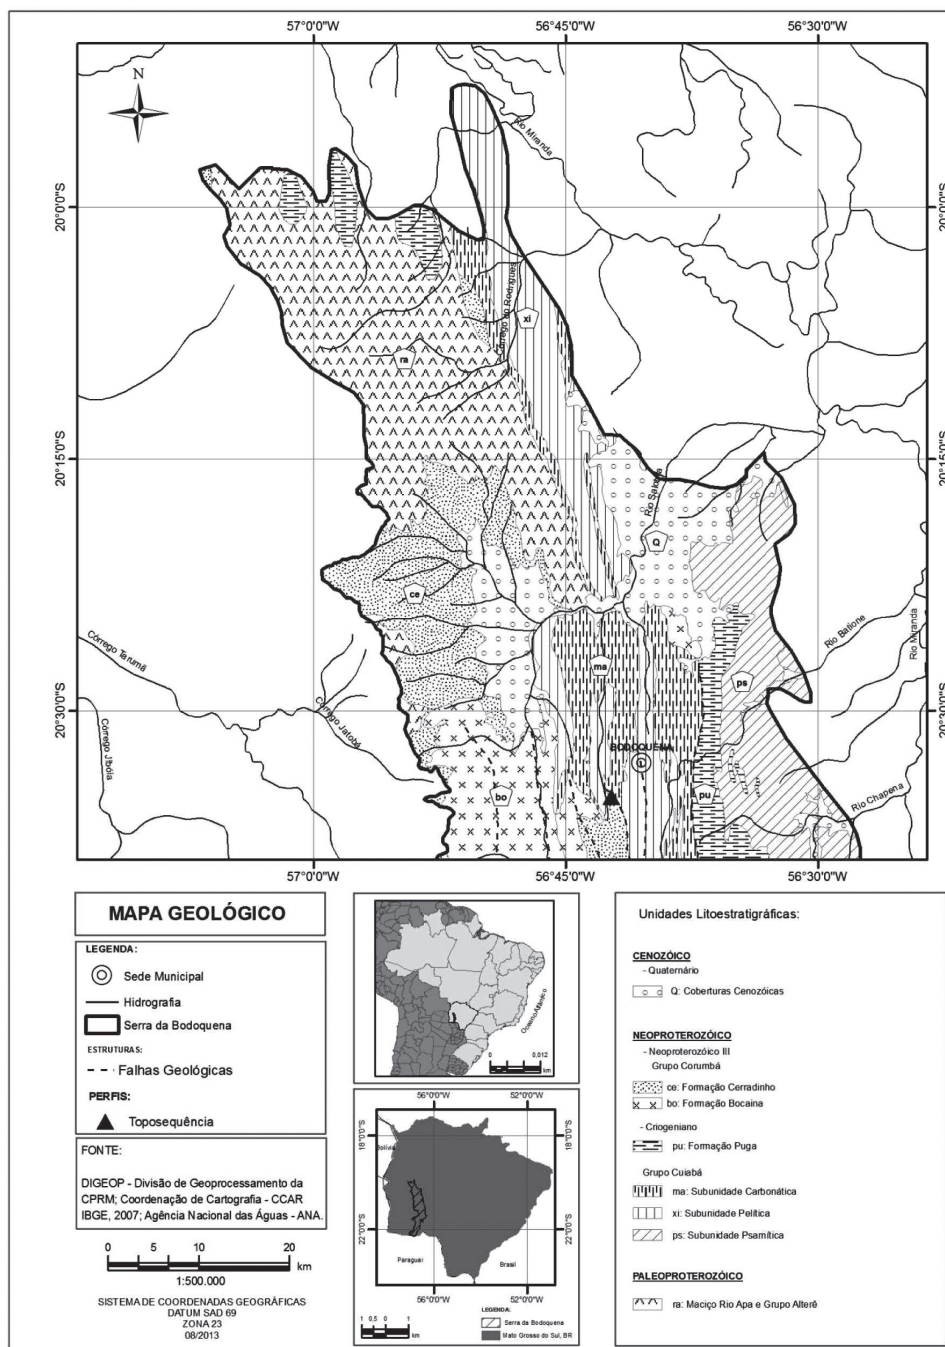 57°0'0"W
56°45'0"W
56°30'0"W
N
Rio Miranda
20°0'0"S
20°0'0"S
Córrego do Rodrigues
xi
ra
20°15'0"S
20°15'0"S
Rio Salobra
Q
ce
Córrego Tarumã
Rio Batione
Rio Miranda
ma
ps
20°30'0"S
20°30'0"S
Córrego Jatobá
Córrego Jibóia
BODOQUENA
bo
pu
Rio Chapena
57°0'0"W
56°45'0"W
56°30'0"W
MAPA GEOLÓGICO
LEGENDA:
Sede Municipal
Hidrografia
Serra da Bodoquena
ESTRUTURAS:
Falhas Geológicas
PERFIS:
Toposequência
FONTE:
DIGEOP - Divisão de Geoprocessamento da
CPRM; Coordenação de Cartografia - CCAR
IBGE, 2007; Agência Nacional das Águas - ANA.
0 5 10 20
km
1:500.000
SISTEMA DE COORDENADAS GEOGRÁFICAS
DATUM SAD 69
ZONA 23
08/2013
Oceano Atlântico
0 0,012
km
56°0'0"W
52°0'0"W
18°0'0"S
18°0'0"S
Bolívia
22°0'0"S
22°0'0"S
Paraguai
Brasil
56°0'0"W
52°0'0"W
1 0,5 0 1
km
LEGENDA:
Serra da Bodoquena
Mato Grosso do Sul, BR
Unidades Litoestratigráficas:
CENOZÓICO
- Quaternário
Q: Coberturas Cenozóicas
NEOPROTEROZÓICO
- Neoproterozóico III
Grupo Corumbá
ce: Formação Cerradinho
bo: Formação Bocaina
- Criogeniano
pu: Formação Puga
Grupo Cuiabá
ma: Subunidade Carbonática
xi: Subunidade Pelítica
ps: Subunidade Psamítica
PALEOPROTEROZÓICO
ra: Maciço Rio Apa e Grupo Alterê